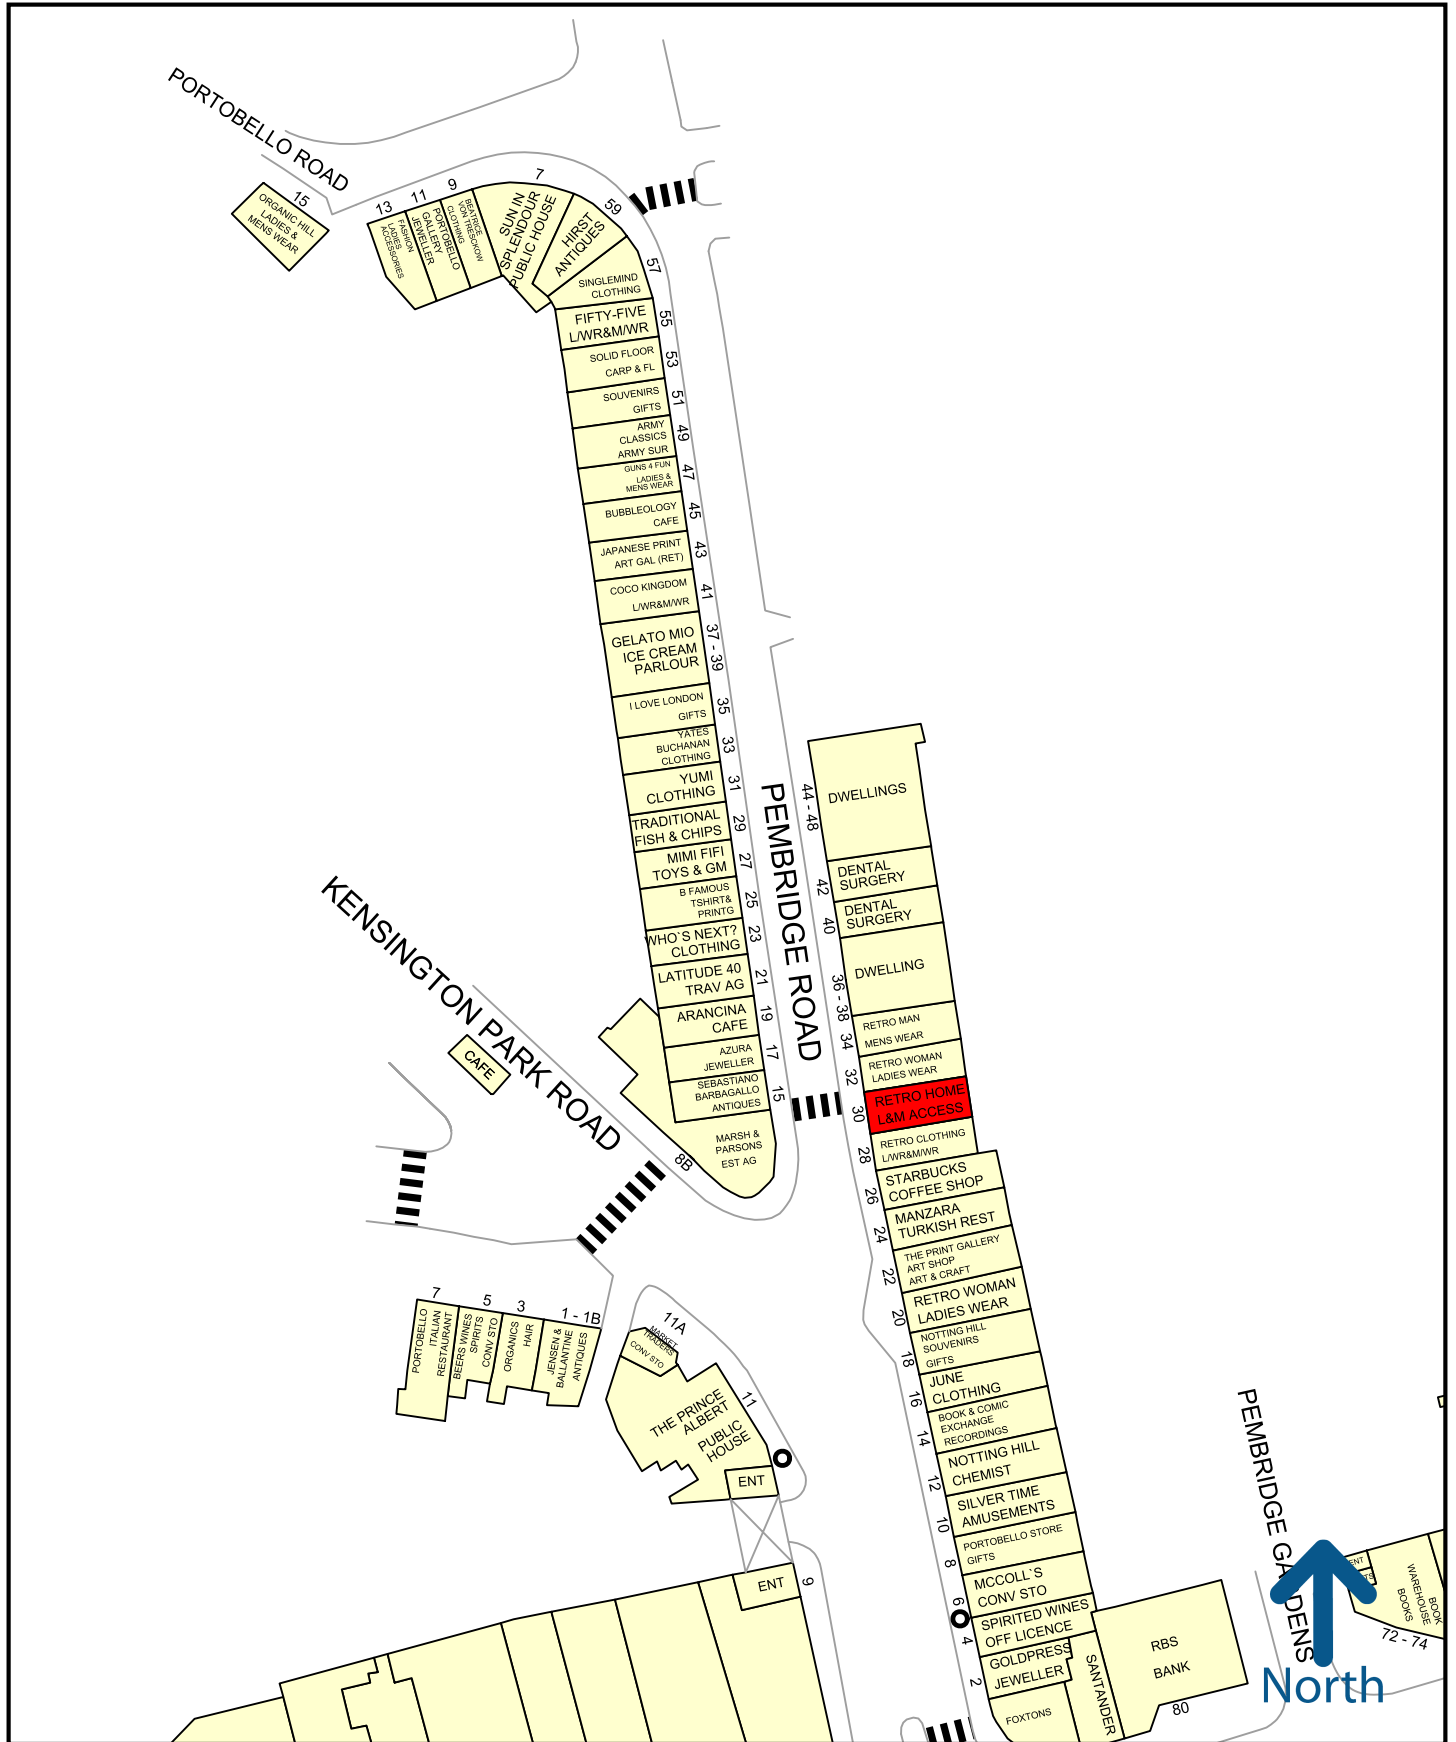 PORTOBELLO ROAD
15
ORGANIC HILL
LADIES &
MENS WEAR
13
FASHION
LADIES
ACCESSORIES
11
PORTOBELLO
GALLERY
JEWELLER
9
BEATRICE
VON TRESCKOW
CLOTHING
7
SUN IN
SPLENDOUR
PUBLIC HOUSE
59
HIRST
ANTIQUES
57
SINGLEMIND
CLOTHING
55
FIFTY-FIVE
L/WR&M/WR
53
SOLID FLOOR
CARP & FL
51
SOUVENIRS
GIFTS
49
ARMY
CLASSICS
ARMY SUR
47
GUNS 4 FUN
LADIES &
MENS WEAR
45
BUBBLEOLOGY
CAFE
43
JAPANESE PRINT
ART GAL (RET)
41
COCO KINGDOM
L/WR&M/WR
37 - 39
GELATO MIO
ICE CREAM
PARLOUR
35
I LOVE LONDON
GIFTS
33
YATES
BUCHANAN
CLOTHING
31
YUMI
CLOTHING
29
TRADITIONAL
FISH & CHIPS
27
MIMI FIFI
TOYS & GM
25
B FAMOUS
TSHIRT&
PRINTG
23
WHO`S NEXT?
CLOTHING
21
LATITUDE 40
TRAV AG
19
ARANCINA
CAFE
17
AZURA
JEWELLER
15
SEBASTIANO
BARBAGALLO
ANTIQUES
8B
MARSH &
PARSONS
EST AG
PEMBRIDGE ROAD
KENSINGTON PARK ROAD
CAFE
44 - 48
DWELLINGS
42
DENTAL
SURGERY
40
DENTAL
SURGERY
36 - 38
DWELLING
34
RETRO MAN
MENS WEAR
32
RETRO WOMAN
LADIES WEAR
30
RETRO HOME
L&M ACCESS
28
RETRO CLOTHING
L/WR&M/WR
26
STARBUCKS
COFFEE SHOP
24
MANZARA
TURKISH REST
22
THE PRINT GALLERY
ART SHOP
ART & CRAFT
20
RETRO WOMAN
LADIES WEAR
18
NOTTING HILL
SOUVENIRS
GIFTS
16
JUNE
CLOTHING
14
BOOK & COMIC
EXCHANGE
RECORDINGS
12
NOTTING HILL
CHEMIST
10
SILVER TIME
AMUSEMENTS
8
PORTOBELLO STORE
GIFTS
6
MCCOLL`S
CONV STO
4
SPIRITED WINES
OFF LICENCE
2
GOLDPRESS
JEWELLER
FOXTONS
SANTANDER
RBS
BANK
80
7
PORTOBELLO
ITALIAN
RESTAURANT
5
BEERS WINES
SPIRITS
CONV STO
3
ORGANICS
HAIR
1 - 1B
JENSEN &
BALLANTINE
ANTIQUES
11A
MARKET
TRADERS
CONV STO
11
THE PRINCE
ALBERT
PUBLIC
HOUSE
ENT
9
ENT
PEMBRIDGE GARDENS
ENT
BOOK
WAREHOUSE
BOOKS
72 - 74
North